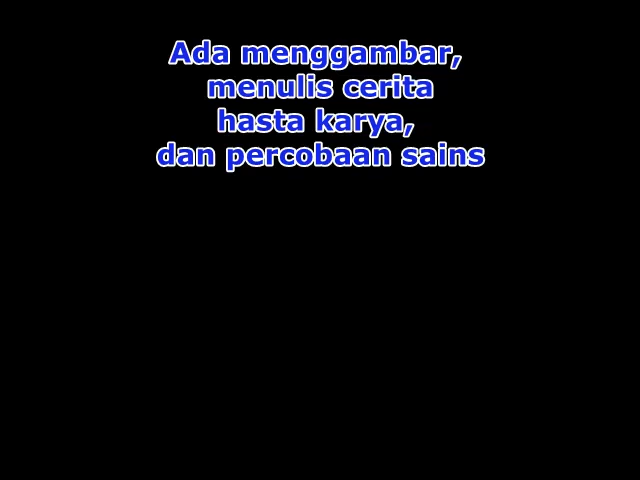 Ada menggambar,
menulis cerita
hasta karya,
dan percobaan sains